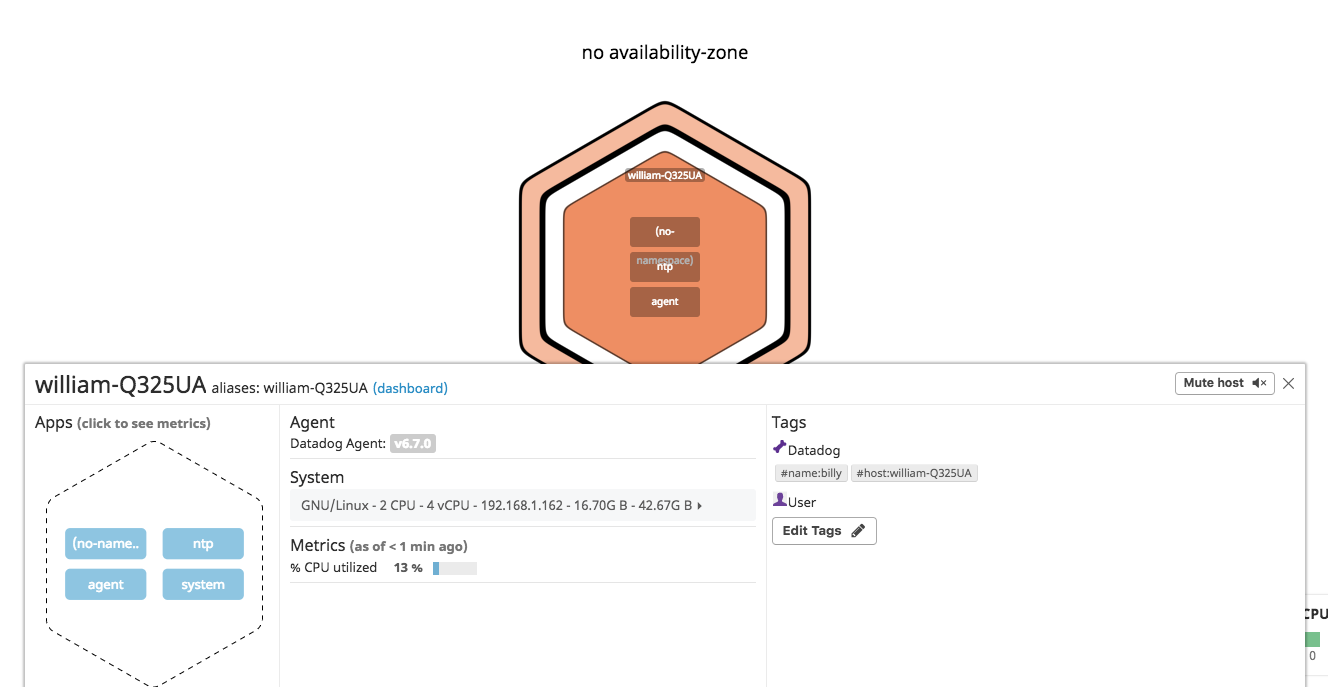 no availability-zone
william-Q325UA
(no-
namespace)
ntp
agent
william-Q325UA aliases: william-Q325UA (dashboard)
Mute host
Apps (click to see metrics)
(no-name..
ntp
agent
system
Agent
Datadog Agent: v6.7.0
System
GNU/Linux - 2 CPU - 4 vCPU - 192.168.1.162 - 16.70G B - 42.67G B
Metrics (as of < 1 min ago)
% CPU utilized 13 %
Tags
Datadog
#name:billy #host:william-Q325UA
User
Edit Tags
CPU
0